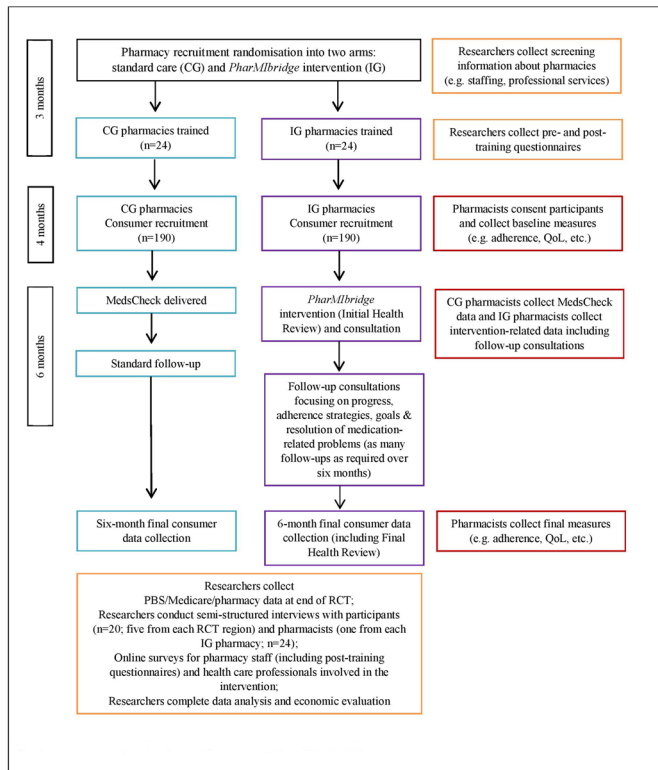 Pharmacy recruitment randomisation into two arms:
standard care (CG) and PharMIbridge intervention (IG)
Researchers collect screening
information about pharmacies
(e.g. staffing, professional services)
3 months
CG pharmacies trained
(n=24)
IG pharmacies trained
(n=24)
Researchers collect pre- and post-
training questionnaires
4 months
CG pharmacies
Consumer recruitment
(n=190)
IG pharmacies
Consumer recruitment
(n=190)
Pharmacists consent participants
and collect baseline measures
(e.g. adherence, QoL, etc.)
6 months
MedsCheck delivered
PharMIbridge
intervention (Initial Health
Review) and consultation
CG pharmacists collect MedsCheck
data and IG pharmacists collect
intervention-related data including
follow-up consultations
Standard follow-up
Follow-up consultations
focusing on progress,
adherence strategies, goals &
resolution of medication-
related problems (as many
follow-ups as required over
six months)
Six-month final consumer
data collection
6-month final consumer data
collection (including Final
Health Review)
Pharmacists collect final measures
(e.g. adherence, QoL, etc.)
Researchers collect
PBS/Medicare/pharmacy data at end of RCT;
Researchers conduct semi-structured interviews with participants
(n=20; five from each RCT region) and pharmacists (one from each
IG pharmacy; n=24);
Online surveys for pharmacy staff (including post-training
questionnaires) and health care professionals involved in the
intervention;
Researchers complete data analysis and economic evaluation